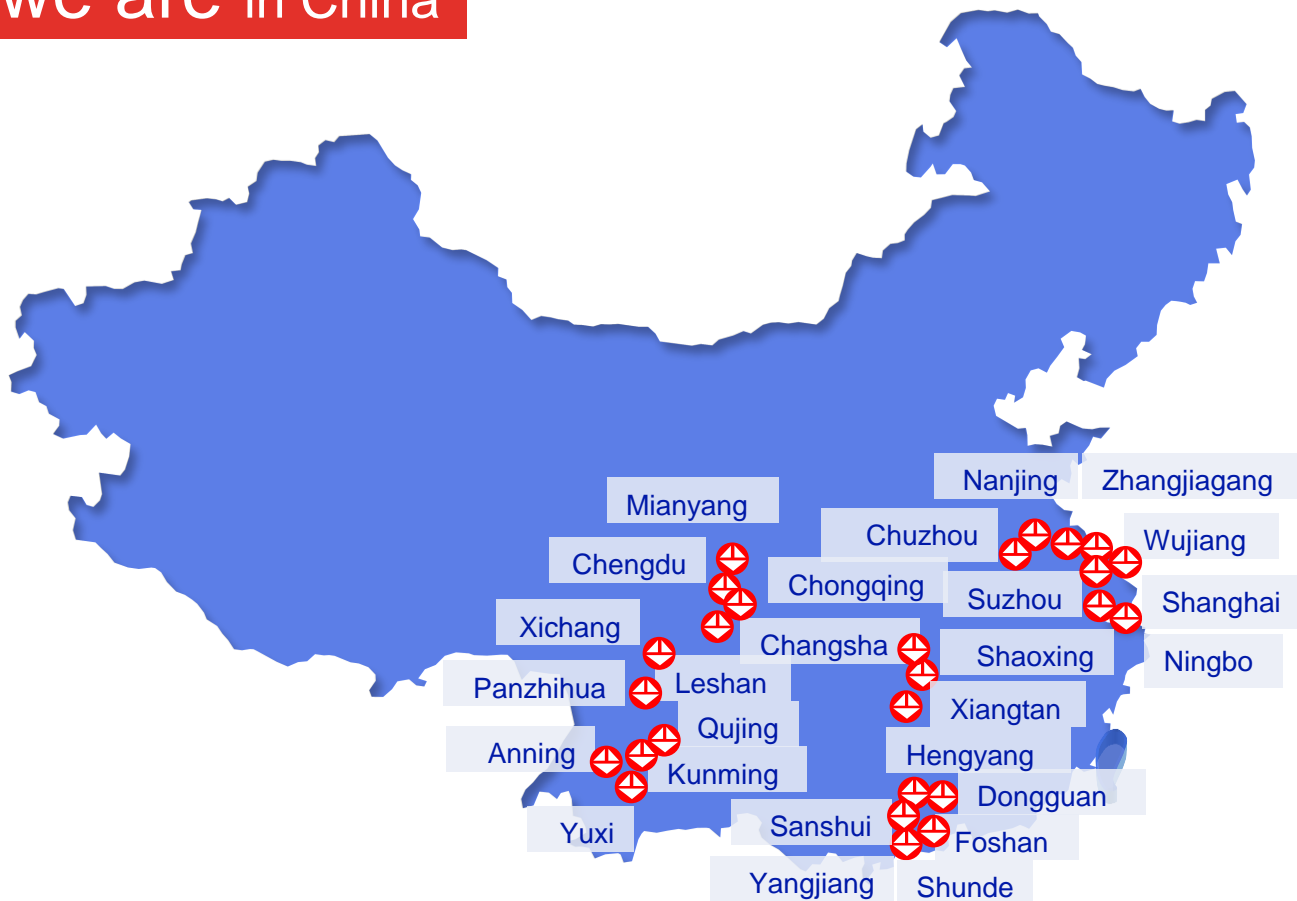 we are in China
Nanjing
Zhangjiagang
Mianyang
Chuzhou
Wujiang
Chengdu
Chongqing
Suzhou
Shanghai
Xichang
Changsha
Shaoxing
Ningbo
Panzhihua
Leshan
Xiangtan
Qujing
Anning
Hengyang
Kunming
Dongguan
Yuxi
Sanshui
Foshan
Yangjiang
Shunde